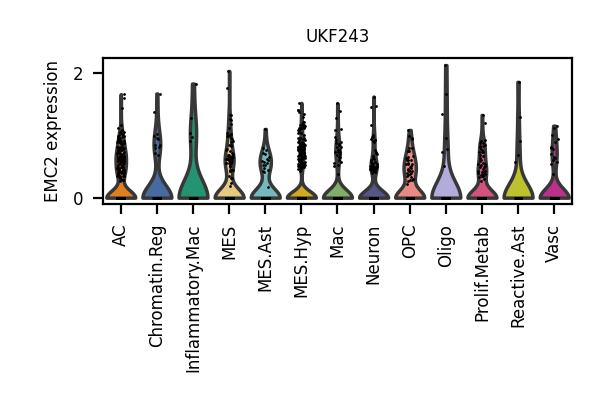 UKF243
EMC2 expression
2
0
AC
Chromatin.Reg
Inflammatory.Mac
MES
MES.Ast
MES.Hyp
Mac
Neuron
OPC
Oligo
Prolif.Metab
Reactive.Ast
Vasc